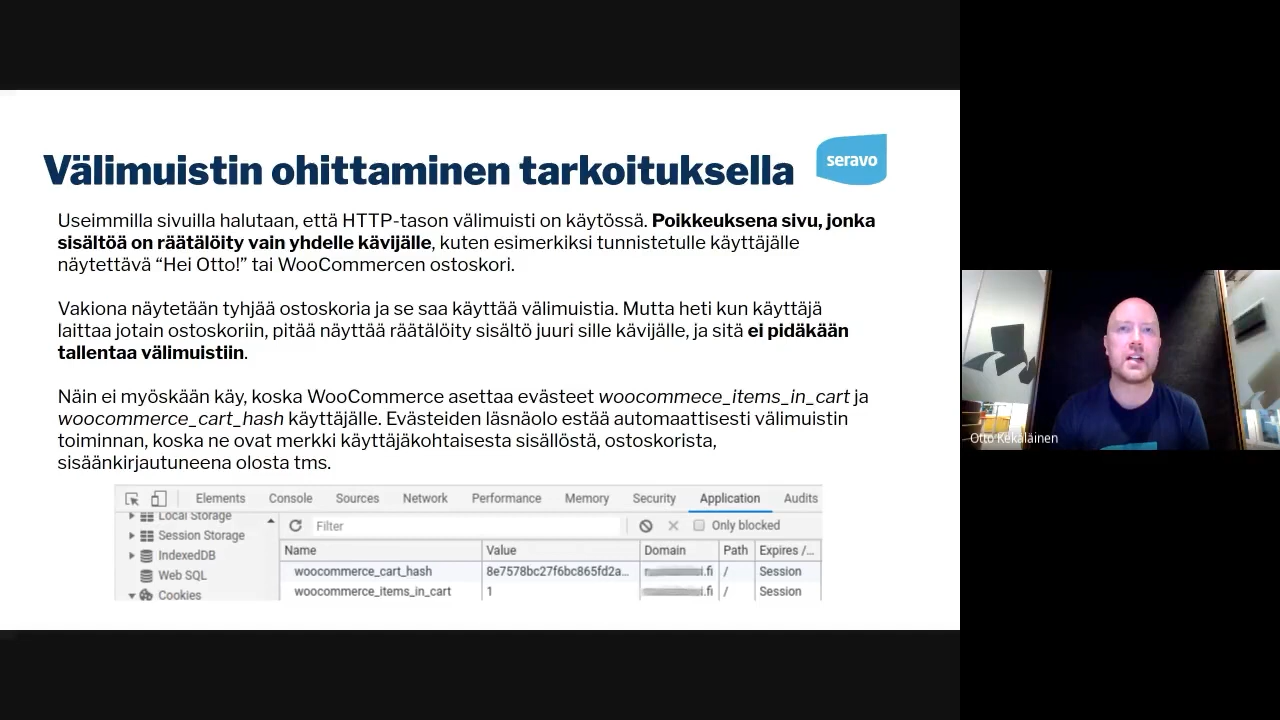 Välimuistin ohittaminen tarkoituksella
seravo
Useimmilla sivuilla halutaan, että HTTP-tason välimuisti on käytössä. Poikkeuksena sivu, jonka
sisältöä on räätälöity vain yhdelle kävijälle, kuten esimerkiksi tunnistetulle käyttäjälle
näytettävä “Hei Otto!” tai WooCommercen ostoskori.
Vakiona näytetään tyhjää ostoskoria ja se saa käyttää välimuistia. Mutta heti kun käyttäjä
laittaa jotain ostoskoriin, pitää näyttää räätälöity sisältö juuri sille kävijälle, ja sitä ei pidäkään
tallentaa välimuistiin.
Näin ei myöskään käy, koska WooCommerce asettaa evästeet woocommece_items_in_cart ja
woocommerce_cart_hash käyttäjälle. Evästeiden läsnäolo estää automaattisesti välimuistin
toiminnan, koska ne ovat merkki käyttäjäkohtaisesta sisällöstä, ostoskorista,
sisäänkirjautuneena olosta tms.
Elements Console Sources Network Performance Memory Security Application Audits
Local Storage
Session Storage
IndexedDB
Web SQL
Cookies
Filter
Only blocked
Name Value Domain Path Expires /...
woocommerce_cart_hash 8e7578bc27f6bc865fd2a... .fi / Session
woocommerce_items_in_cart 1 .fi / Session
Otto Kekäläinen